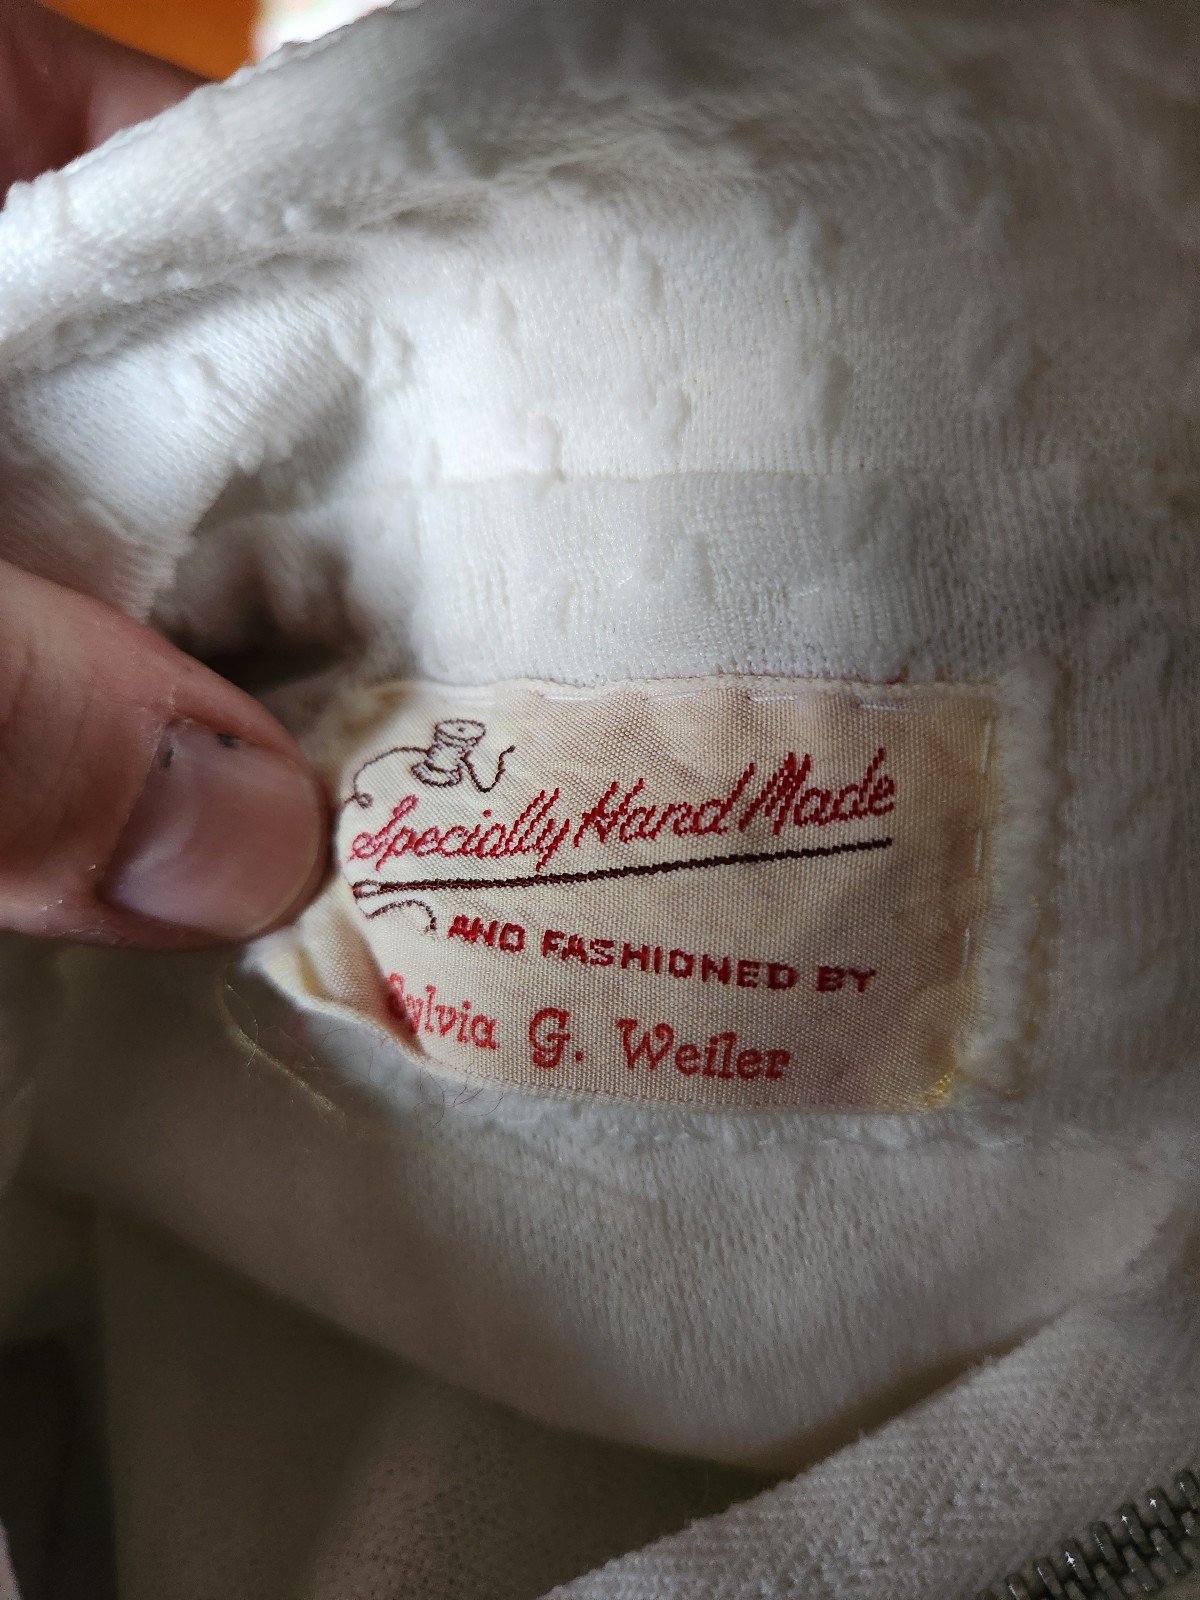 Specially Hand Made
AND FASHIONED BY
Sylvia G. Weiler